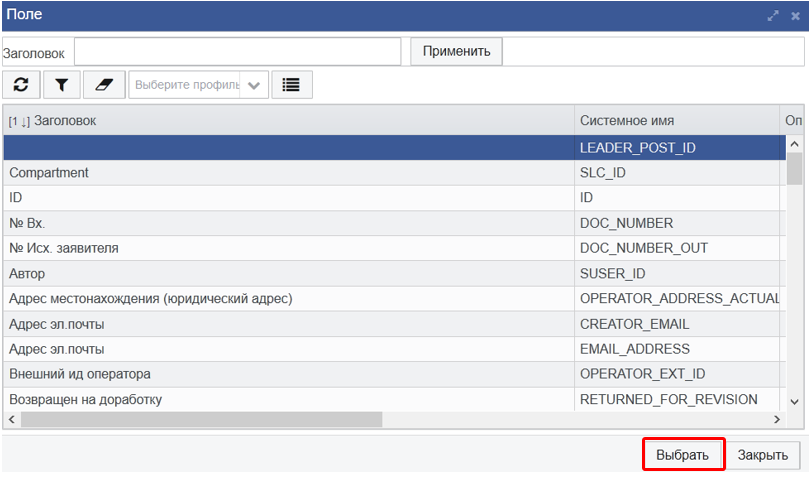 Поле
Заголовок Применить
Выберите профиль
[1↓] Заголовок Системное имя Оп
LEADER_POST_ID
Compartment SLC_ID
ID ID
№ Вх. DOC_NUMBER
№ Исх. заявителя DOC_NUMBER_OUT
Автор SUSER_ID
Адрес местонахождения (юридический адрес) OPERATOR_ADDRESS_ACTUAL
Адрес эл.почты CREATOR_EMAIL
Адрес эл.почты EMAIL_ADDRESS
Внешний ид оператора OPERATOR_EXT_ID
Возвращен на доработку RETURNED_FOR_REVISION
Выбрать Закрыть